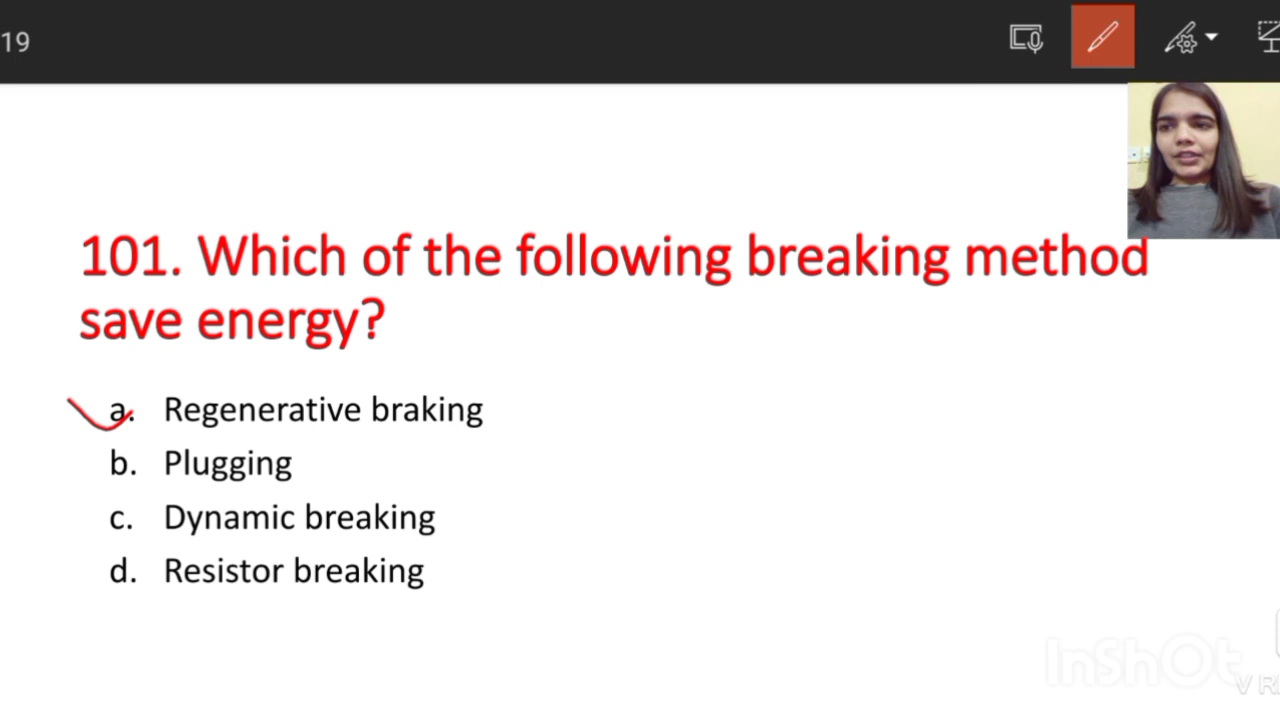 19
101. Which of the following breaking method
save energy?
a. Regenerative braking
b. Plugging
c. Dynamic breaking
d. Resistor breaking
InShOt